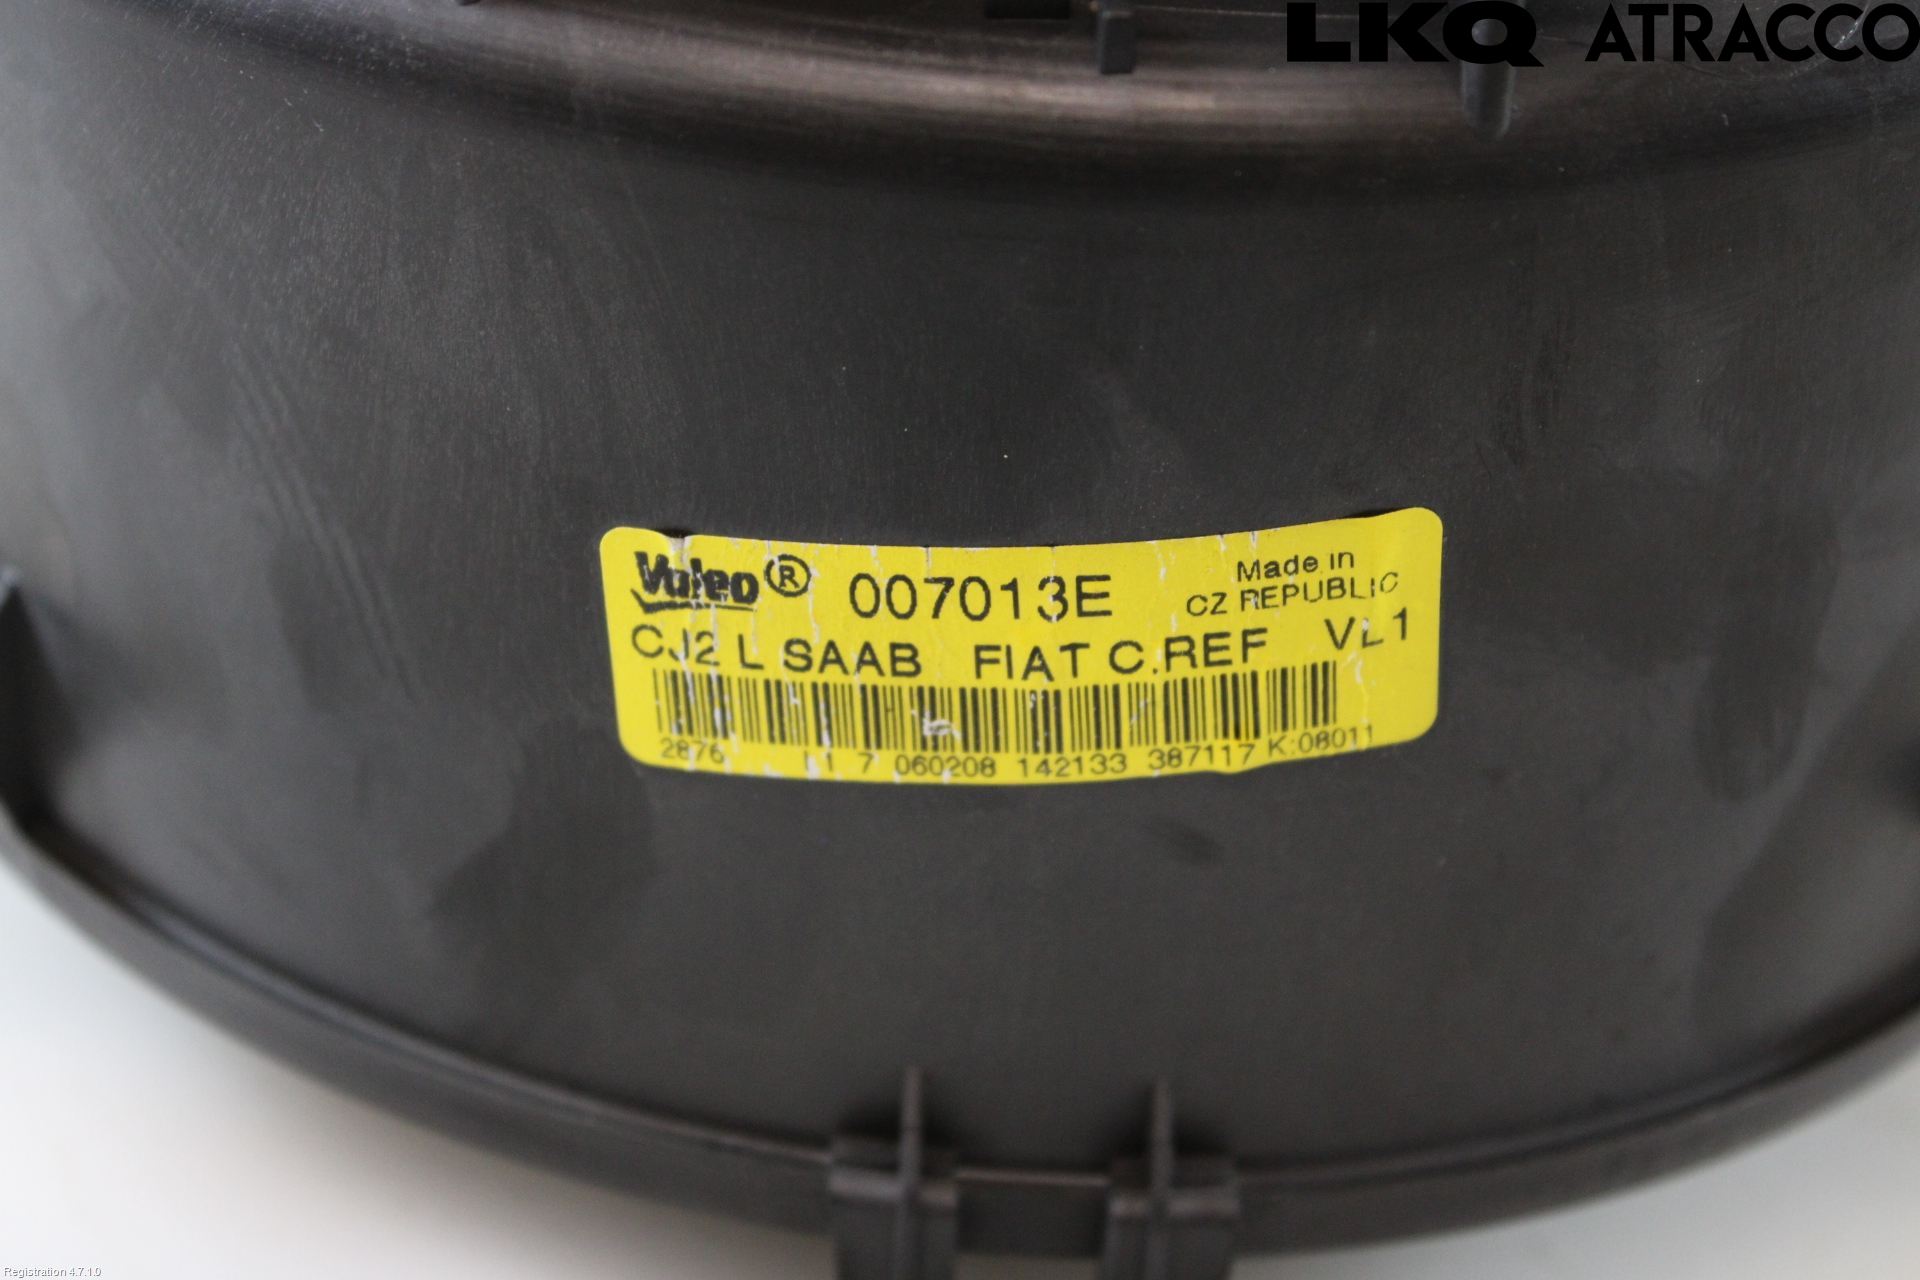 LKQ ATRACCO
Valeo® 007013E Made in
CZ REPUBLIC
CJ2 L SAAB FIAT C.REF VL1
2876 L1 7 060208 142133 387117 K:08011
Registration 4.7.1.0